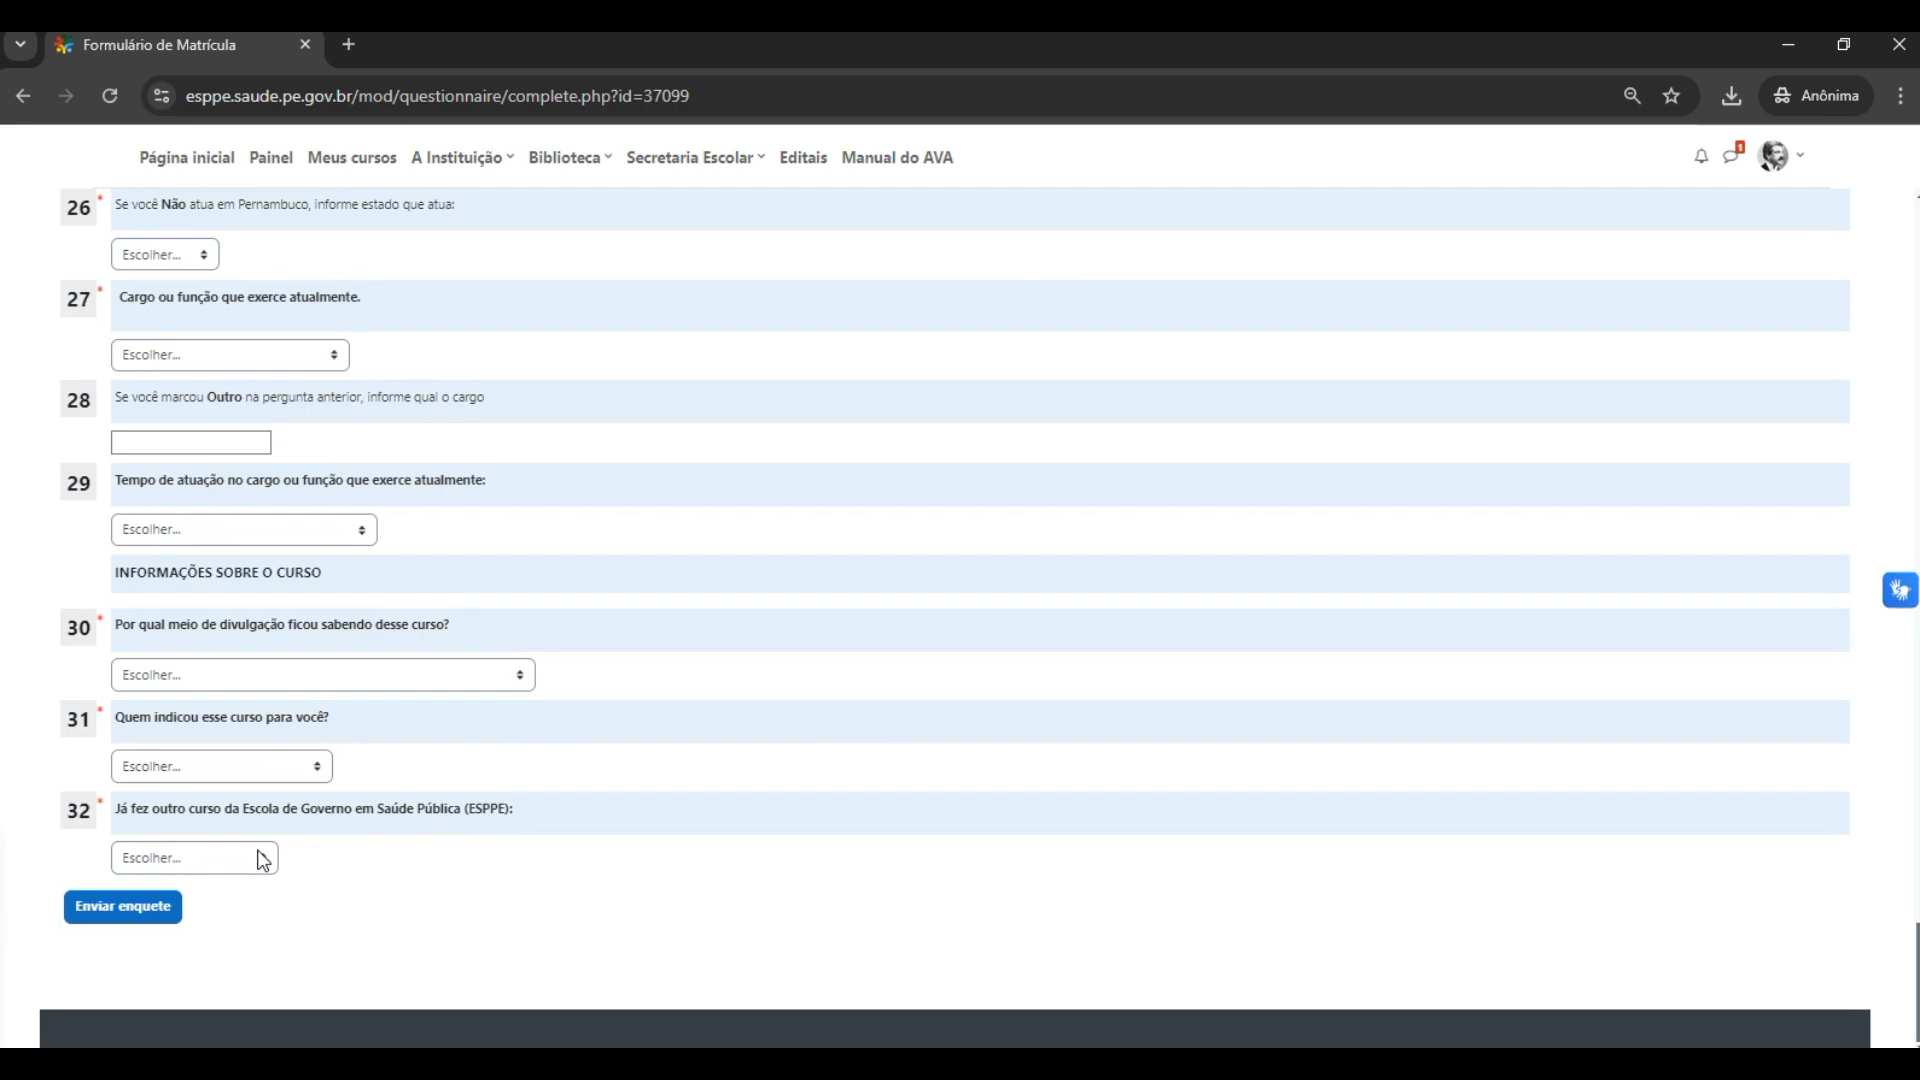 Formulário de Matrícula
esppe.saude.pe.gov.br/mod/questionnaire/complete.php?id=37099
Anônima
Página inicial Painel Meus cursos A Instituição Biblioteca Secretaria Escolar Editais Manual do AVA
1
26 * Se você Não atua em Pernambuco, informe estado que atua:
Escolher...
27 * Cargo ou função que exerce atualmente.
Escolher...
28 Se você marcou Outro na pergunta anterior, informe qual o cargo
29 Tempo de atuação no cargo ou função que exerce atualmente:
Escolher...
INFORMAÇÕES SOBRE O CURSO
30 * Por qual meio de divulgação ficou sabendo desse curso?
Escolher...
31 * Quem indicou esse curso para você?
Escolher...
32 * Já fez outro curso da Escola de Governo em Saúde Pública (ESPPE):
Escolher...
Enviar enquete